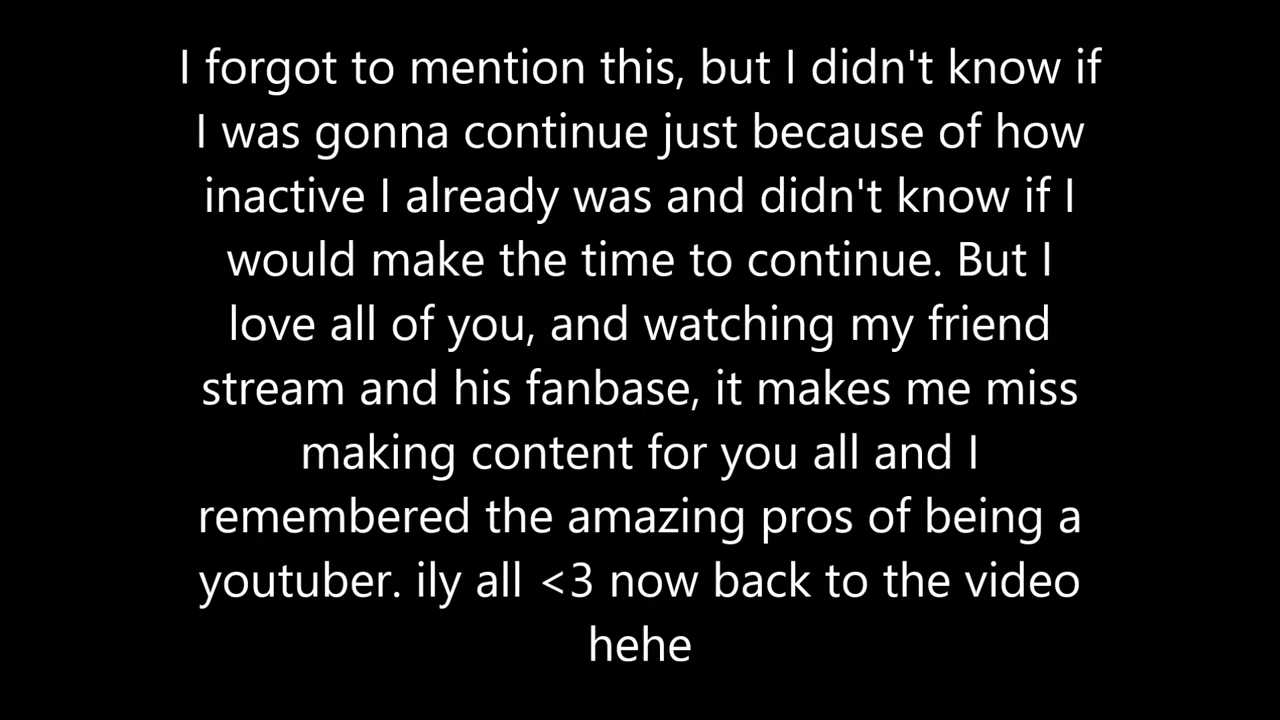 I forgot to mention this, but I didn't know if
I was gonna continue just because of how
inactive I already was and didn't know if I
would make the time to continue. But I
love all of you, and watching my friend
stream and his fanbase, it makes me miss
making content for you all and I
remembered the amazing pros of being a
youtuber. ily all <3 now back to the video
hehe